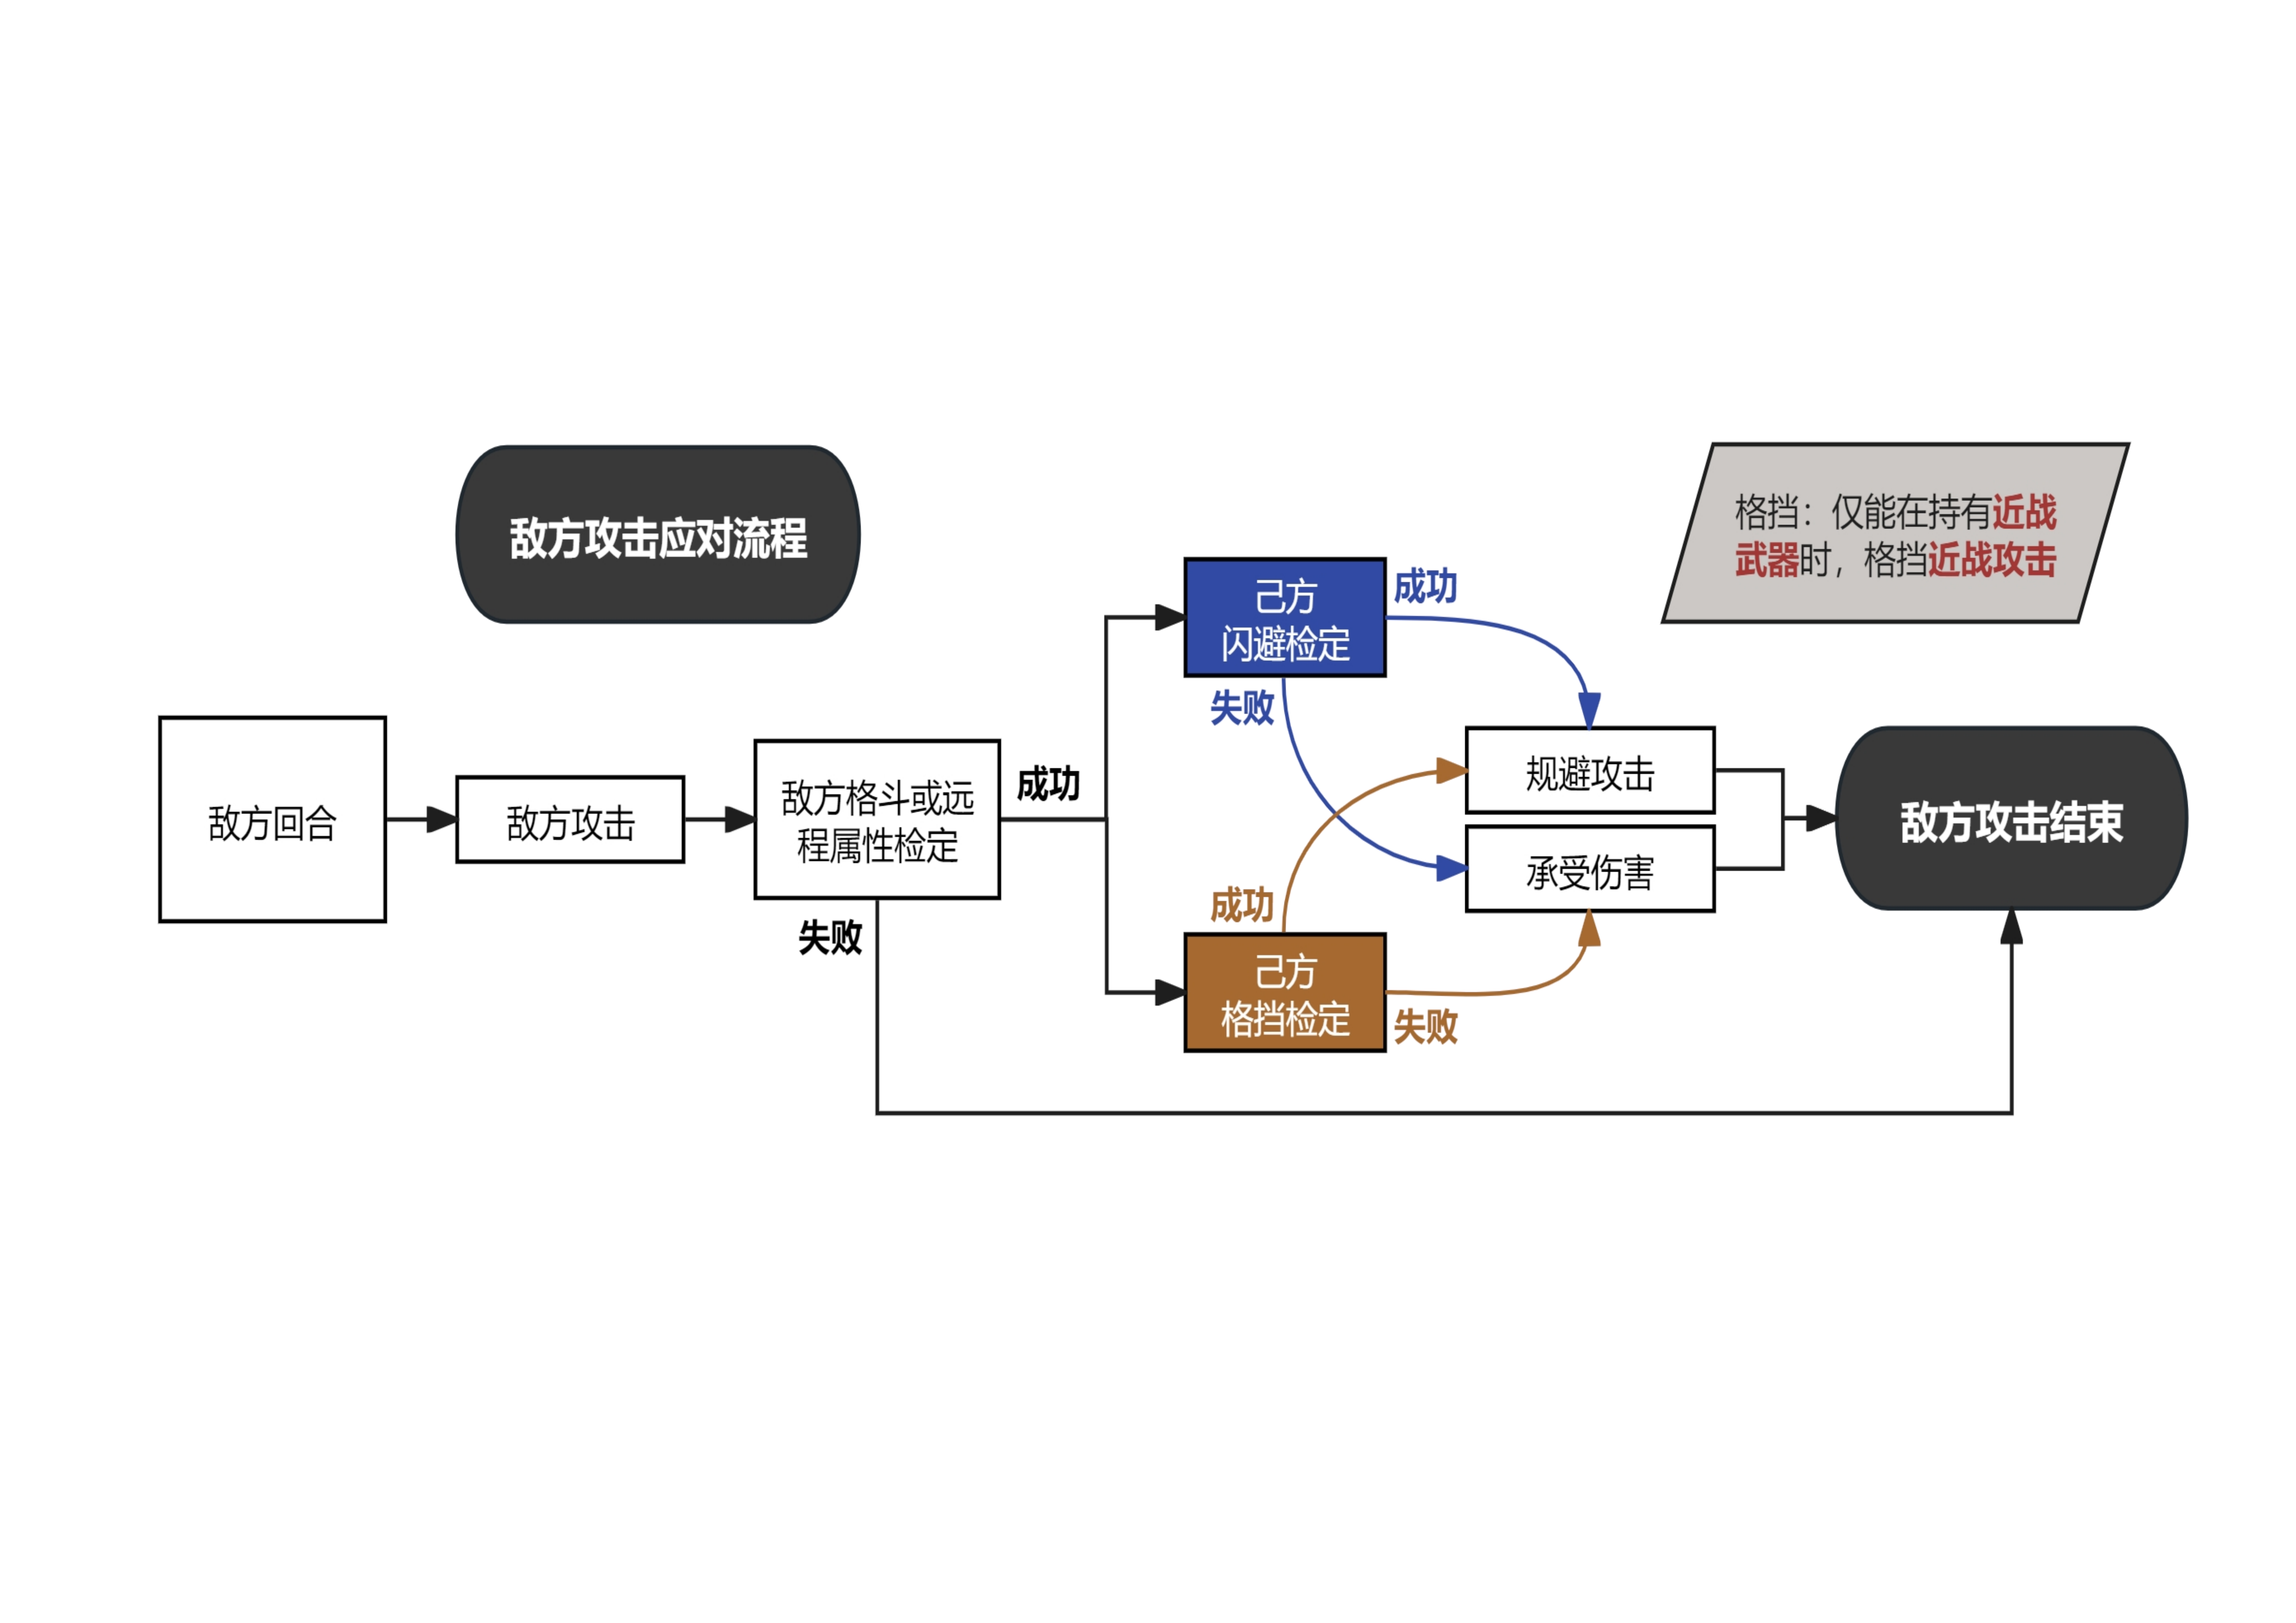 敌方攻击应对流程
格挡：仅能在持有近战
武器时，格挡近战攻击
敌方回合
敌方攻击
敌方格斗或远
程属性检定
成功
失败
己方
闪避检定
成功
失败
己方
格挡检定
成功
失败
规避攻击
承受伤害
敌方攻击结束